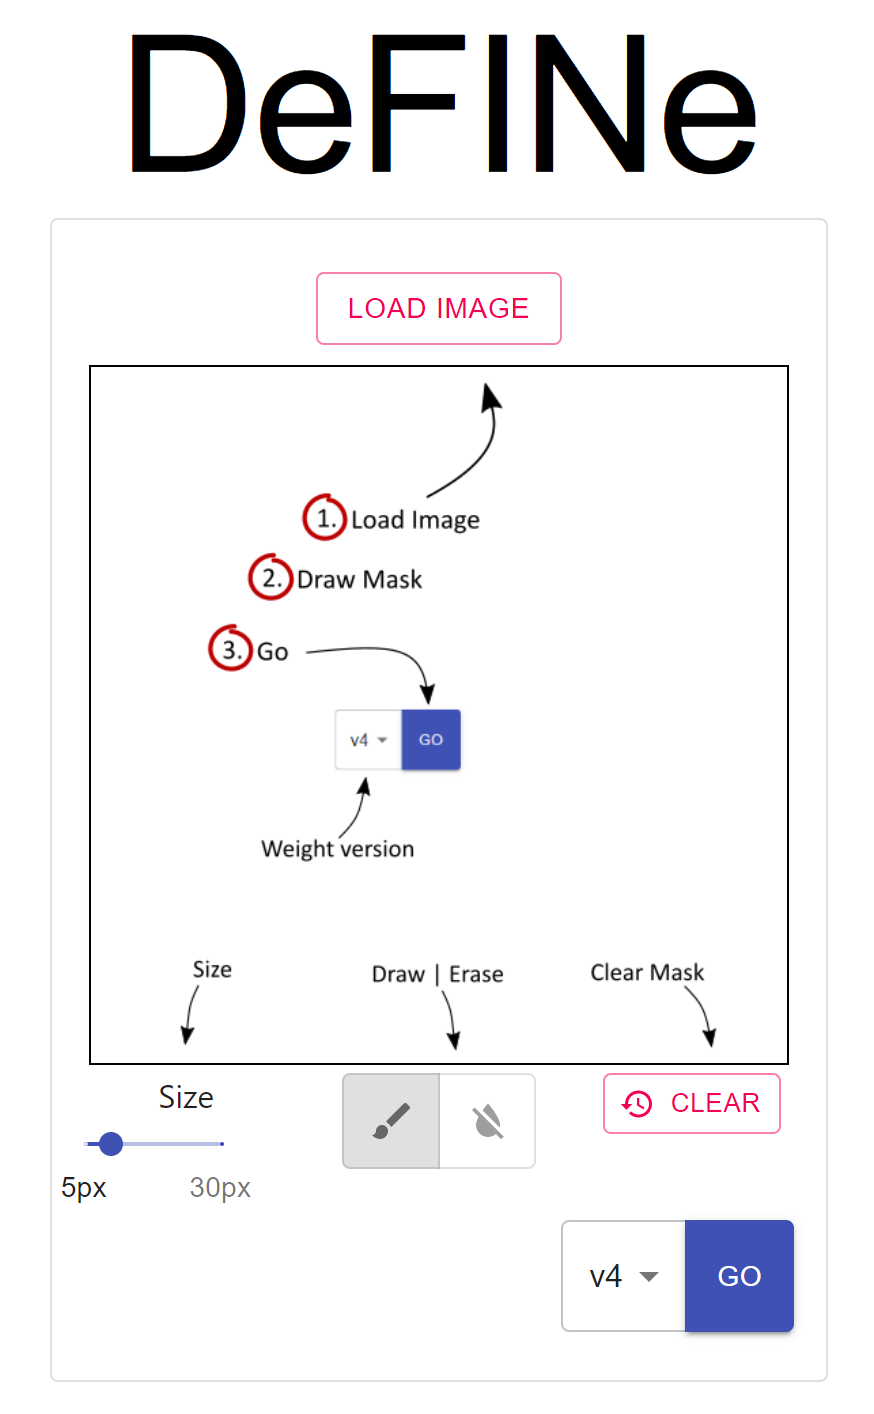 DeFINe
LOAD IMAGE
1. Load Image
2. Draw Mask
3. Go
v4 GO
Weight version
Size Draw | Erase Clear Mask
Size
CLEAR
5px 30px
v4 GO